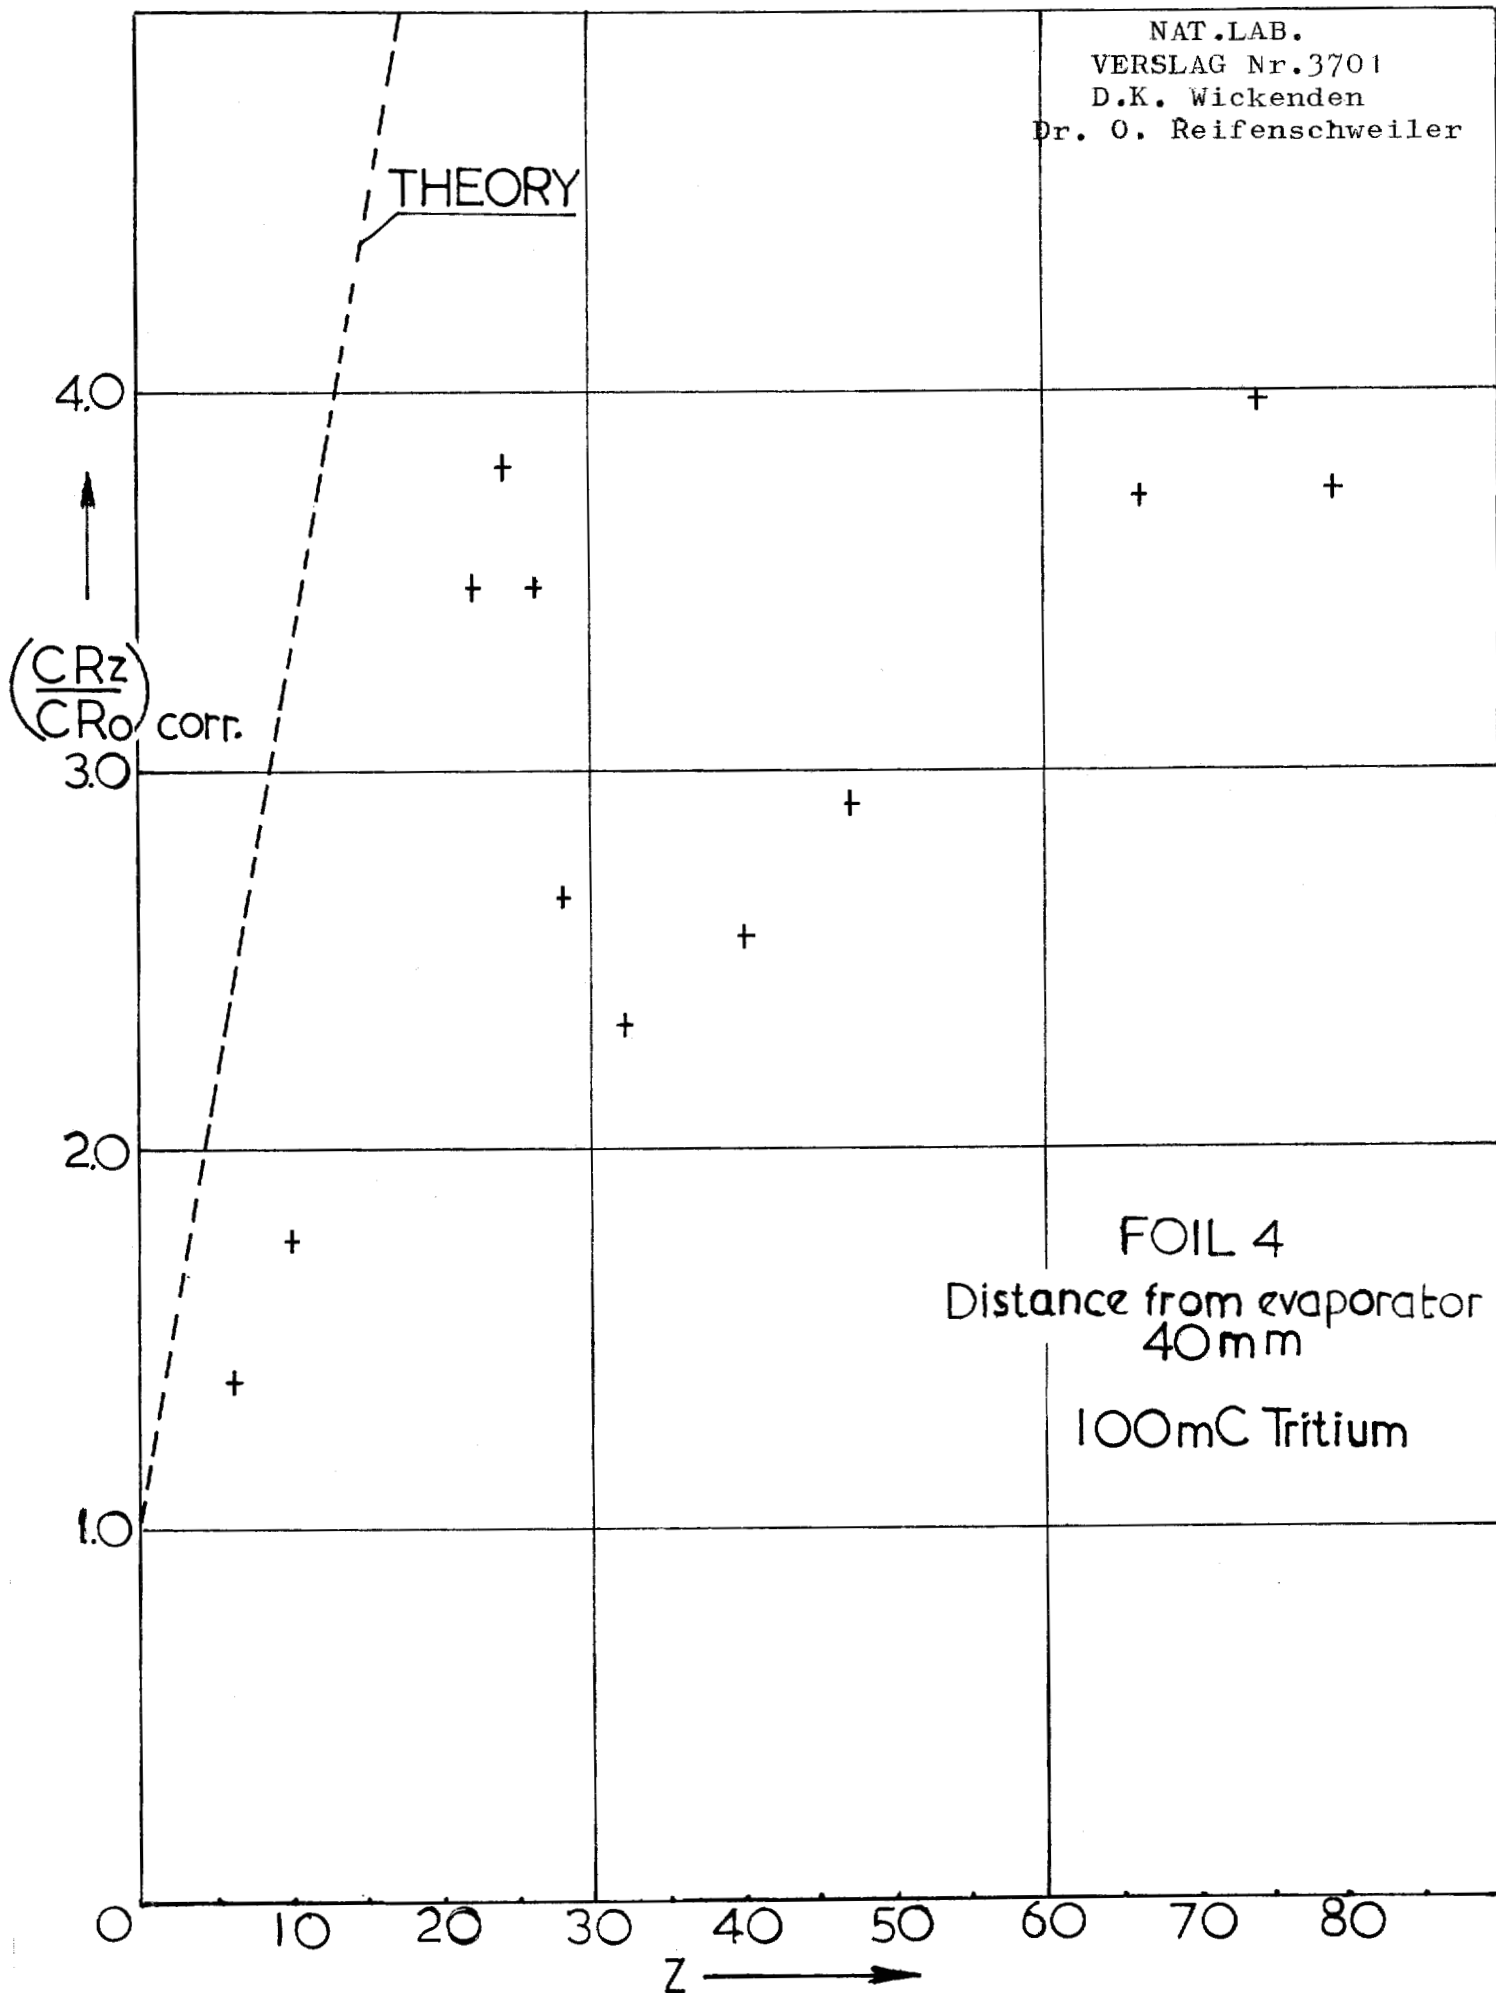 NAT.LAB.
VERSLAG Nr.3701
D.K. Wickenden
Dr. O. Reifenschweiler
THEORY
4.0
(CRz
CRo) corr.
3.0
2.0
FOIL 4
Distance from evaporator
40mm
100mC Tritium
1.0
0 10 20 30 40 50 60 70 80
Z